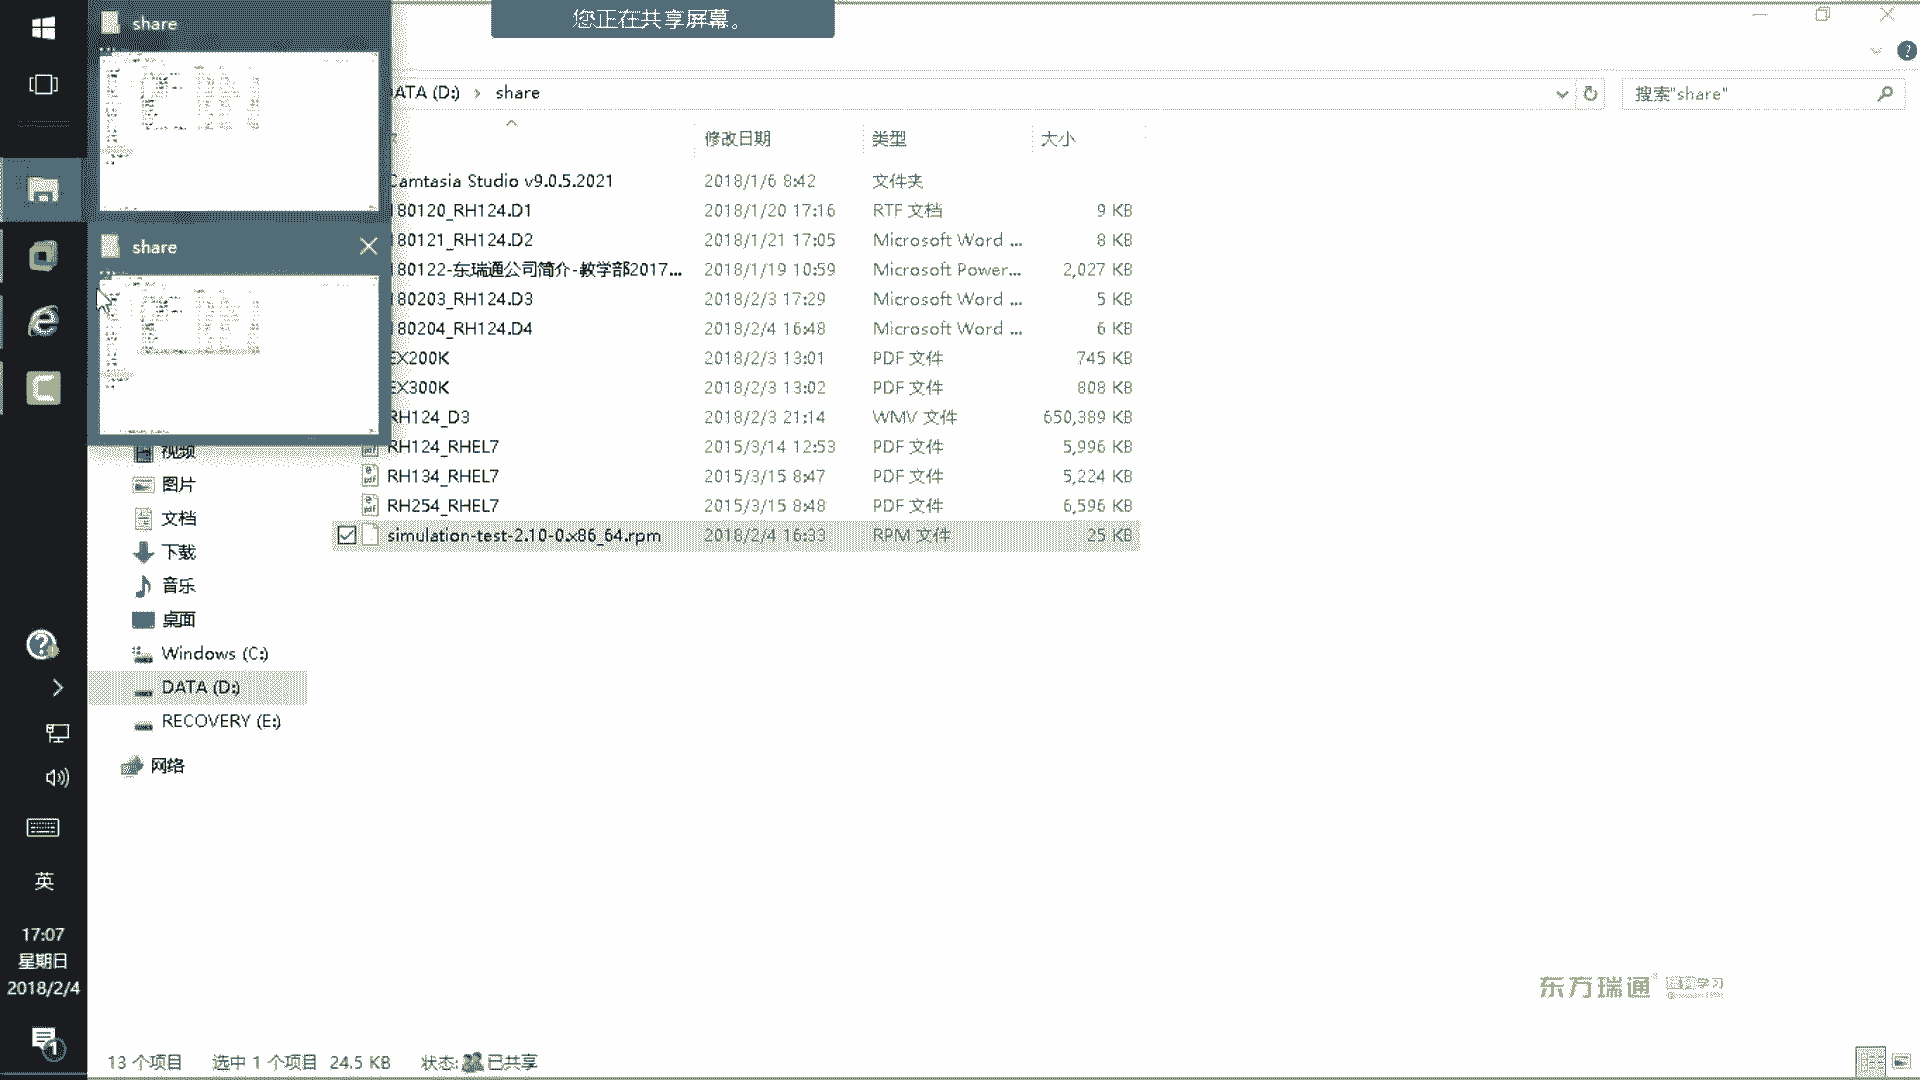 share
您正在共享屏幕。
ATA (D:) › share
搜索"share"
修改日期 类型 大小
Camtasia Studio v9.0.5.2021 2018/1/6 8:42 文件夹
180120_RH124.D1 2018/1/20 17:16 RTF 文档 9 KB
180121_RH124.D2 2018/1/21 17:05 Microsoft Word ... 8 KB
180122-东瑞通公司简介-教学部2017... 2018/1/19 10:59 Microsoft Power... 2,027 KB
180203_RH124.D3 2018/2/3 17:29 Microsoft Word ... 5 KB
180204_RH124.D4 2018/2/4 16:48 Microsoft Word ... 6 KB
EX200K 2018/2/3 13:01 PDF 文件 745 KB
EX300K 2018/2/3 13:02 PDF 文件 808 KB
RH124_D3 2018/2/3 21:14 WMV 文件 650,389 KB
RH124_RHEL7 2015/3/14 12:53 PDF 文件 5,996 KB
RH134_RHEL7 2015/3/15 8:47 PDF 文件 5,224 KB
RH254_RHEL7 2015/3/15 8:48 PDF 文件 6,596 KB
simulation-test-2.10-0.x86_64.rpm 2018/2/4 16:33 RPM 文件 25 KB
share
视频
图片
文档
下载
音乐
桌面
Windows (C:)
DATA (D:)
RECOVERY (E:)
网络
英
17:07
星期日
2018/2/4
1
东方瑞通
学习
13 个项目 选中 1 个项目 24.5 KB 状态: 已共享